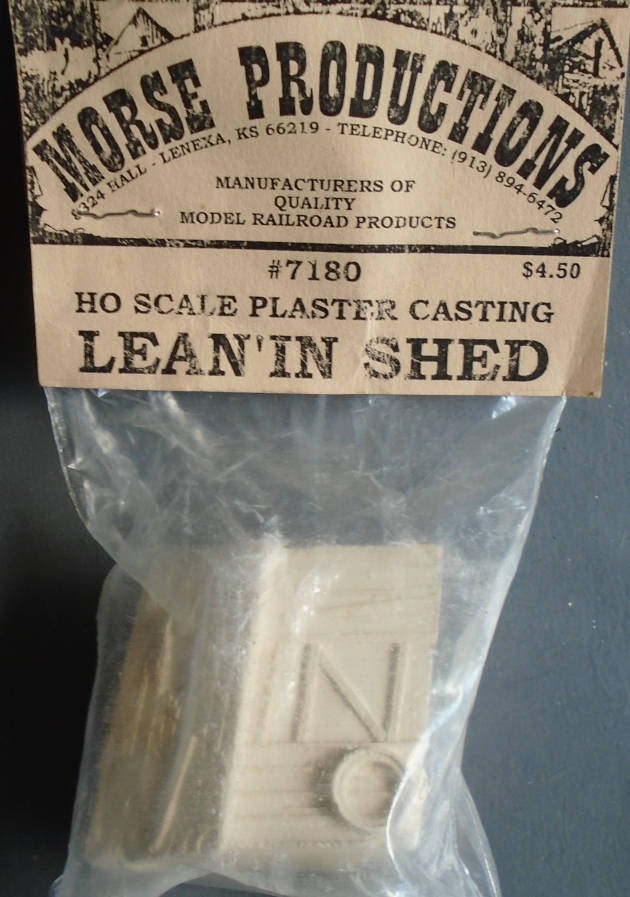 MORSE PRODUCTIONS
8324 HALL - LENEXA, KS 66219 - TELEPHONE: (913) 894-6472
MANUFACTURERS OF
QUALITY
MODEL RAILROAD PRODUCTS
#7180 $4.50
HO SCALE PLASTER CASTING
LEAN'IN SHED